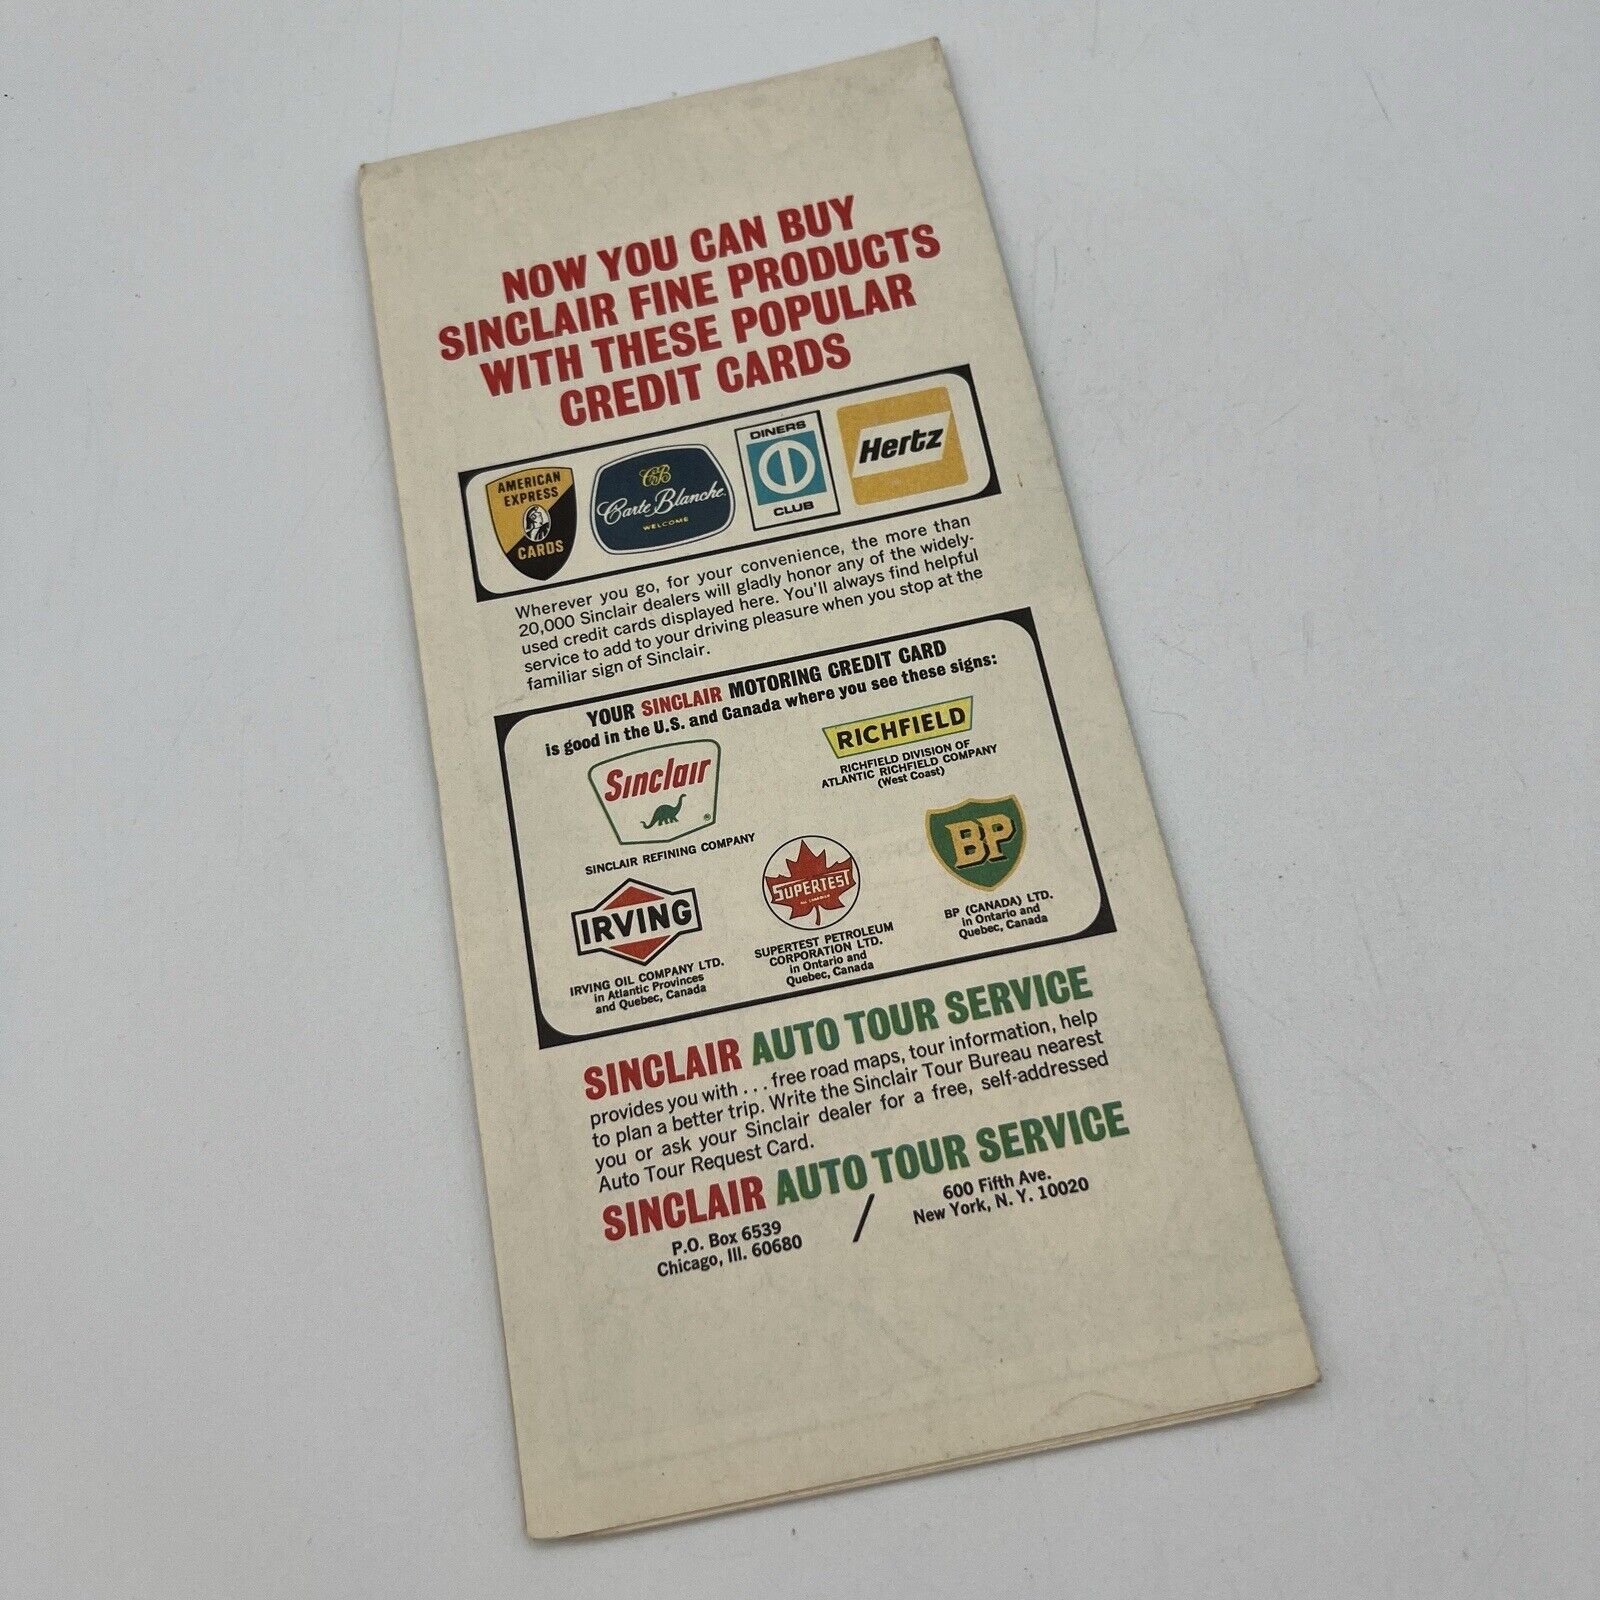 NOW YOU CAN BUY
SINCLAIR FINE PRODUCTS
WITH THESE POPULAR
CREDIT CARDS
AMERICAN
EXPRESS
CARDS
CB
Carte Blanche
WELCOME
DINERS
CLUB
Hertz
Wherever you go, for your convenience, the more than
20,000 Sinclair dealers will gladly honor any of the widely-
used credit cards displayed here. You'll always find helpful
service to add to your driving pleasure when you stop at the
familiar sign of Sinclair.
YOUR SINCLAIR MOTORING CREDIT CARD
is good in the U.S. and Canada where you see these signs:
Sinclair
®
SINCLAIR REFINING COMPANY
RICHFIELD
RICHFIELD DIVISION OF
ATLANTIC RICHFIELD COMPANY
(West Coast)
IRVING
IRVING OIL COMPANY LTD.
in Atlantic Provinces
and Quebec, Canada
SUPERTEST
ALL CANADIAN
SUPERTEST PETROLEUM
CORPORATION LTD.
in Ontario and
Quebec, Canada
BP
BP (CANADA) LTD.
in Ontario and
Quebec, Canada
SINCLAIR AUTO TOUR SERVICE
provides you with . . . free road maps, tour information, help
to plan a better trip. Write the Sinclair Tour Bureau nearest
you or ask your Sinclair dealer for a free, self-addressed
Auto Tour Request Card.
SINCLAIR AUTO TOUR SERVICE
P.O. Box 6539
Chicago, Ill. 60680
/
600 Fifth Ave.
New York, N. Y. 10020